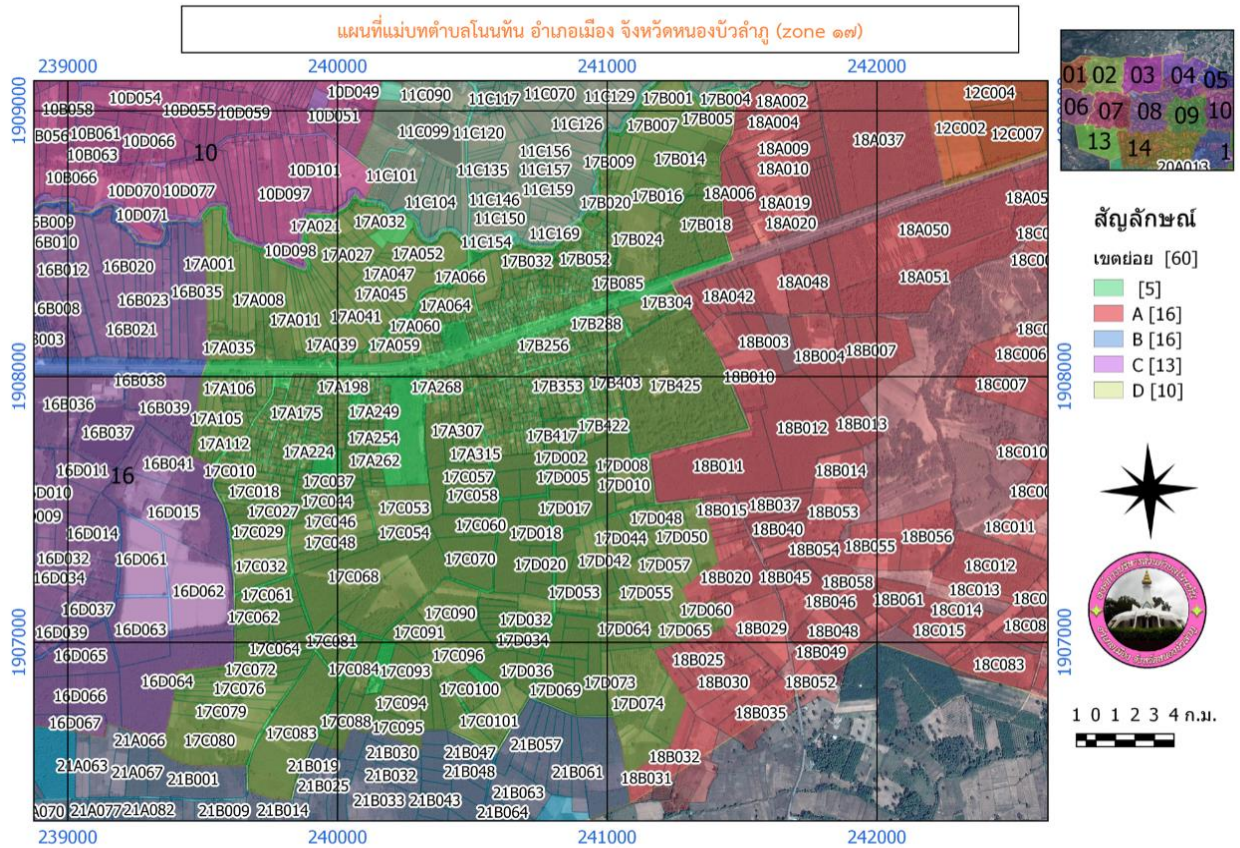 แผนที่แม่บทตำบลโนนทัน อำเภอเมือง จังหวัดหนองบัวลำภู (zone ๑๗)
239000 240000 241000 242000
1909000
1908000 1908000
1907000 1907000
10D054 10D049 11C090 11C117 11C070 11C129 17B001 17B004 18A002 12C004
10B058 10D055 10D059 10D051 17B005
11C126 17B007 18A004 12C002 12C007
10B061 11C099 11C120 18A037
10D066 10
10B063 11C156 17B009 17B014 18A009
10B066 10D101 11C101 11C135 11C157 18A010
10D070 10D077 10D097 11C159 17B016 18A006
10D071 11C104 11C146 17B020 18A019
17A021 17A032 11C150 17B018 18A020
11C169 17B024 18A050
11C154
10D098 17A027 17A052 17B032 17B052
16B012 16B020 17A001 17A047 17A066 18A051
16B023 16B035 17A008 17A045 17A064 17B085 17B304 18A042 18A048
16B021 17A011 17A041 17A060 17B288
17A035 17A039 17A059 17B256 18B003 18B004 18B007 18C006
16B038 17A106 17A198 17A268 17B353 17B403 17B425 18B010 18C007
16B036 16B039 17A105 17A175 17A249
16B037 17A112 17A224 17A254 17A307 17B417 17B422 18B012 18B013
16D011 16 16B041 17C010 17A262 17A315 17D002 17D008 18B011 18B014 18C010
17C037 17C057 17D005 17D010
17C018 17C044 17C058
16D015 17C027 17C046 17C053 17D017 17D048 18B015 18B037 18B053
16D014 17C029 17C048 17C054 17C060 17D018 17D044 17D050 18B040 18B056 18C011
16D032 16D061 17C032 17C068 17C070 17D020 17D042 17D057 18B054 18B055 18C012
16D034 16D062 17C061 17D053 17D055 18B020 18B045 18B058 18C013
16D037 17C062 17C090 17D032 17D060 18B046 18B061 18C014
16D039 16D063 17C091 17D064 17D065 18B029 18B048 18C015
16D065 17C064 17C081 17C096 17D034 18B049
16D064 17C072 17C084 17C093 17D036 18B025 18C083
16D066 17C076 17C0100 17D069 17D073 18B030 18B052
17C079 17C094 17D074
16D067 17C080 17C083 17C088 17C095 17C0101 18B035
21A066 21B030 21B047 21B057
21A063 21A067 21B001 21B019 21B032 21B048 21B061 18B032
21B025 21B063 18B031
21A077 21A082 21B009 21B014 21B033 21B043 21B064
239000 240000 241000 242000
01 02 03 04 05
06 07 08 09 10
13 14 1
20A013
สัญลักษณ์
เขตย่อย [60]
[5]
A [16]
B [16]
C [13]
D [10]
1 0 1 2 3 4 ก.ม.